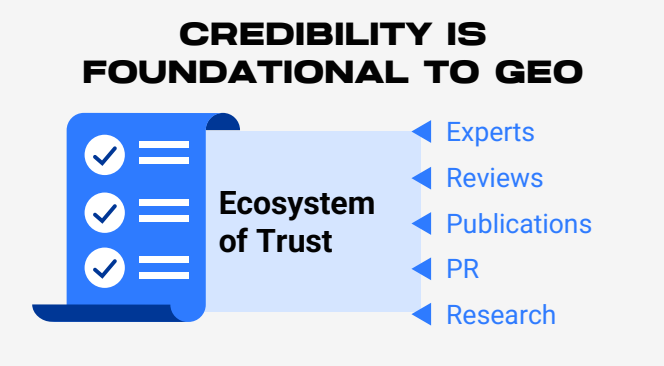 CREDIBILITY IS
FOUNDATIONAL TO GEO
Ecosystem
of Trust
Experts
Reviews
Publications
PR
Research